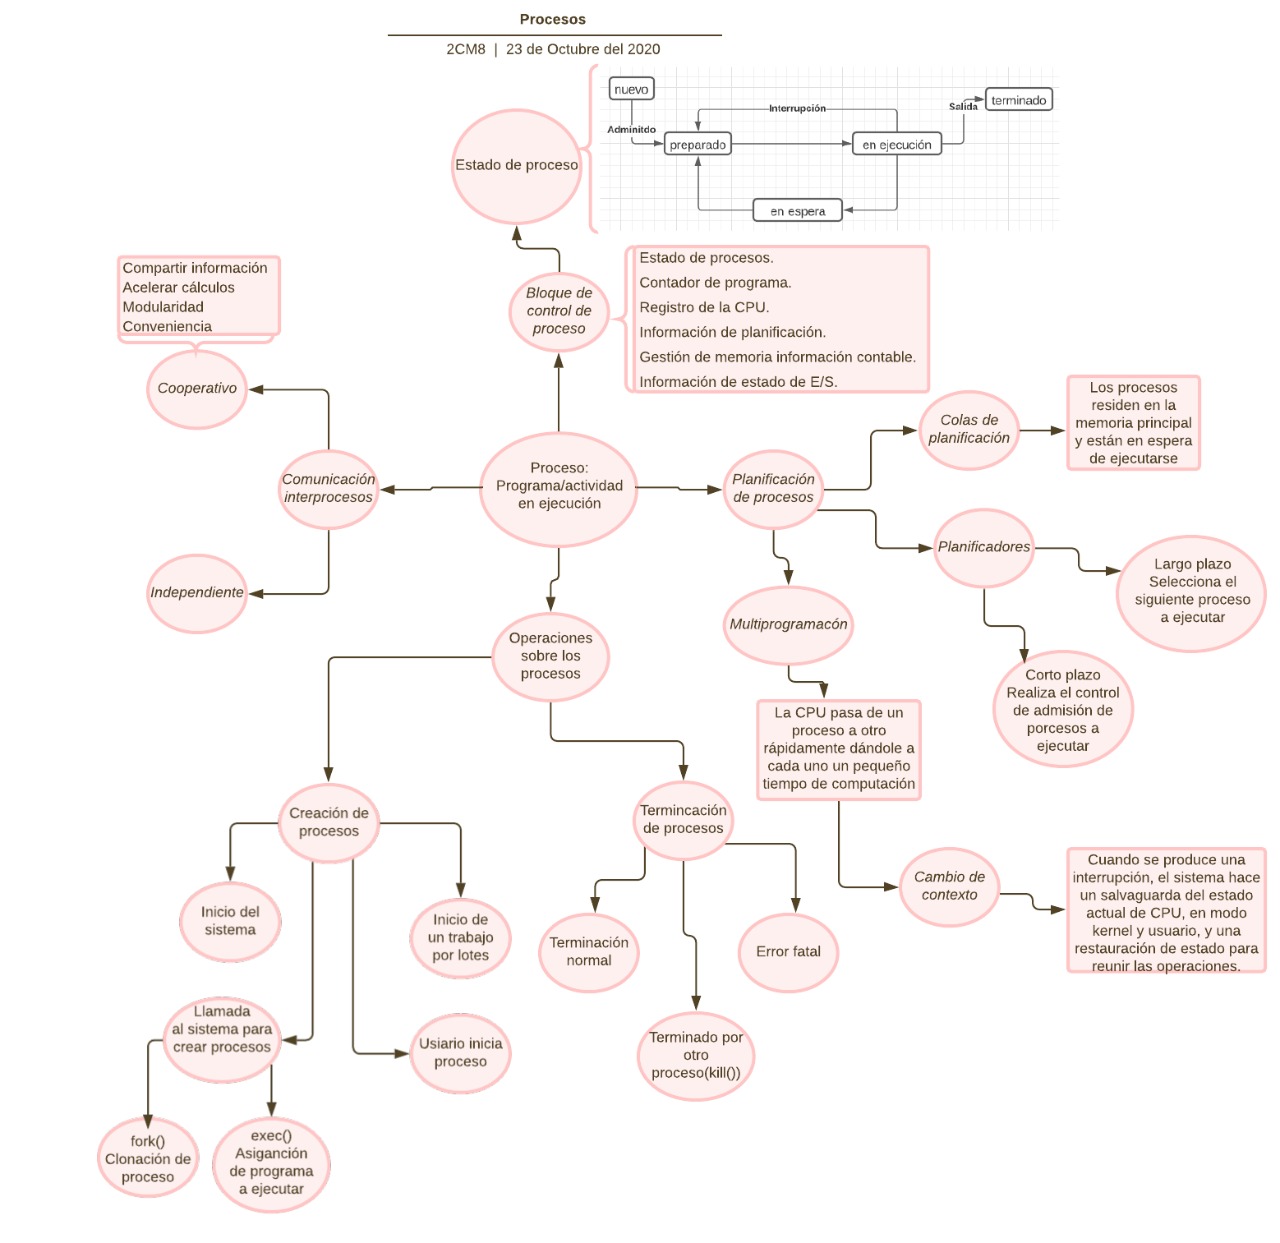 Procesos
2CM8 | 23 de Octubre del 2020
nuevo
terminado
Interrupción
Salida
Adminitdo
preparado
en ejecución
en espera
Estado de proceso
Bloque de
control de
proceso
Estado de procesos.
Contador de programa.
Registro de la CPU.
Información de planificación.
Gestión de memoria información contable.
Información de estado de E/S.
Compartir información
Acelerar cálculos
Modularidad
Conveniencia
Cooperativo
Comunicación
interprocesos
Independiente
Proceso:
Programa/actividad
en ejecución
Planificación
de procesos
Colas de
planificación
Los procesos
residen en la
memoria principal
y están en espera
de ejecutarse
Planificadores
Largo plazo
Selecciona el
siguiente proceso
a ejecutar
Corto plazo
Realiza el control
de admisión de
porcesos a
ejecutar
Multiprogramacón
La CPU pasa de un
proceso a otro
rápidamente dándole a
cada uno un pequeño
tiempo de computación
Cambio de
contexto
Cuando se produce una
interrupción, el sistema hace
un salvaguarda del estado
actual de CPU, en modo
kernel y usuario, y una
restauración de estado para
reunir las operaciones.
Operaciones
sobre los
procesos
Creación de
procesos
Inicio del
sistema
Inicio de
un trabajo
por lotes
Llamada
al sistema para
crear procesos
Usiario inicia
proceso
fork()
Clonación de
proceso
exec()
Asiganción
de programa
a ejecutar
Termincación
de procesos
Terminación
normal
Error fatal
Terminado por
otro
proceso(kill())